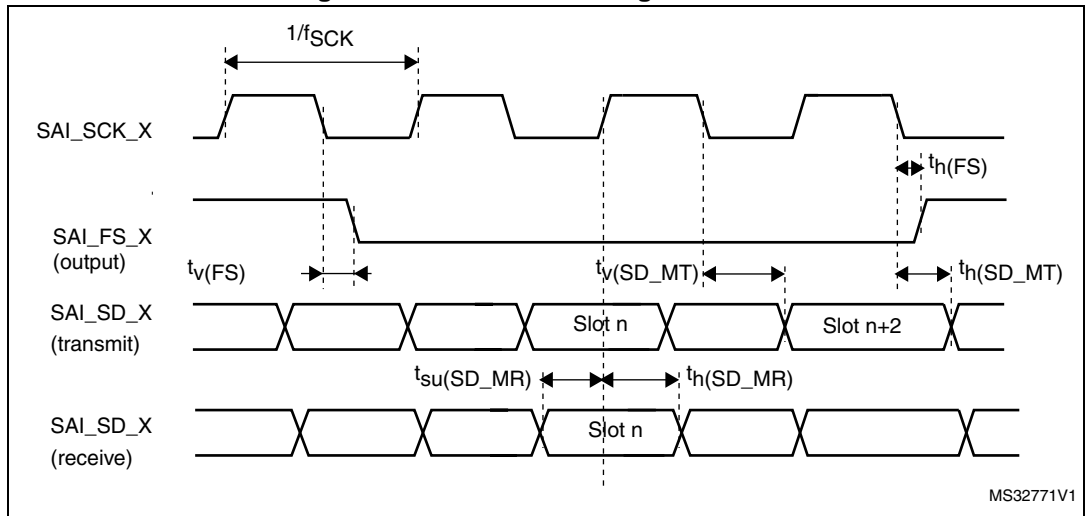 1/fSCK
SAI_SCK_X
th(FS)
SAI_FS_X
(output)
tv(FS)
tv(SD_MT)
th(SD_MT)
SAI_SD_X
(transmit)
Slot n
Slot n+2
tsu(SD_MR)
th(SD_MR)
SAI_SD_X
(receive)
Slot n
MS32771V1